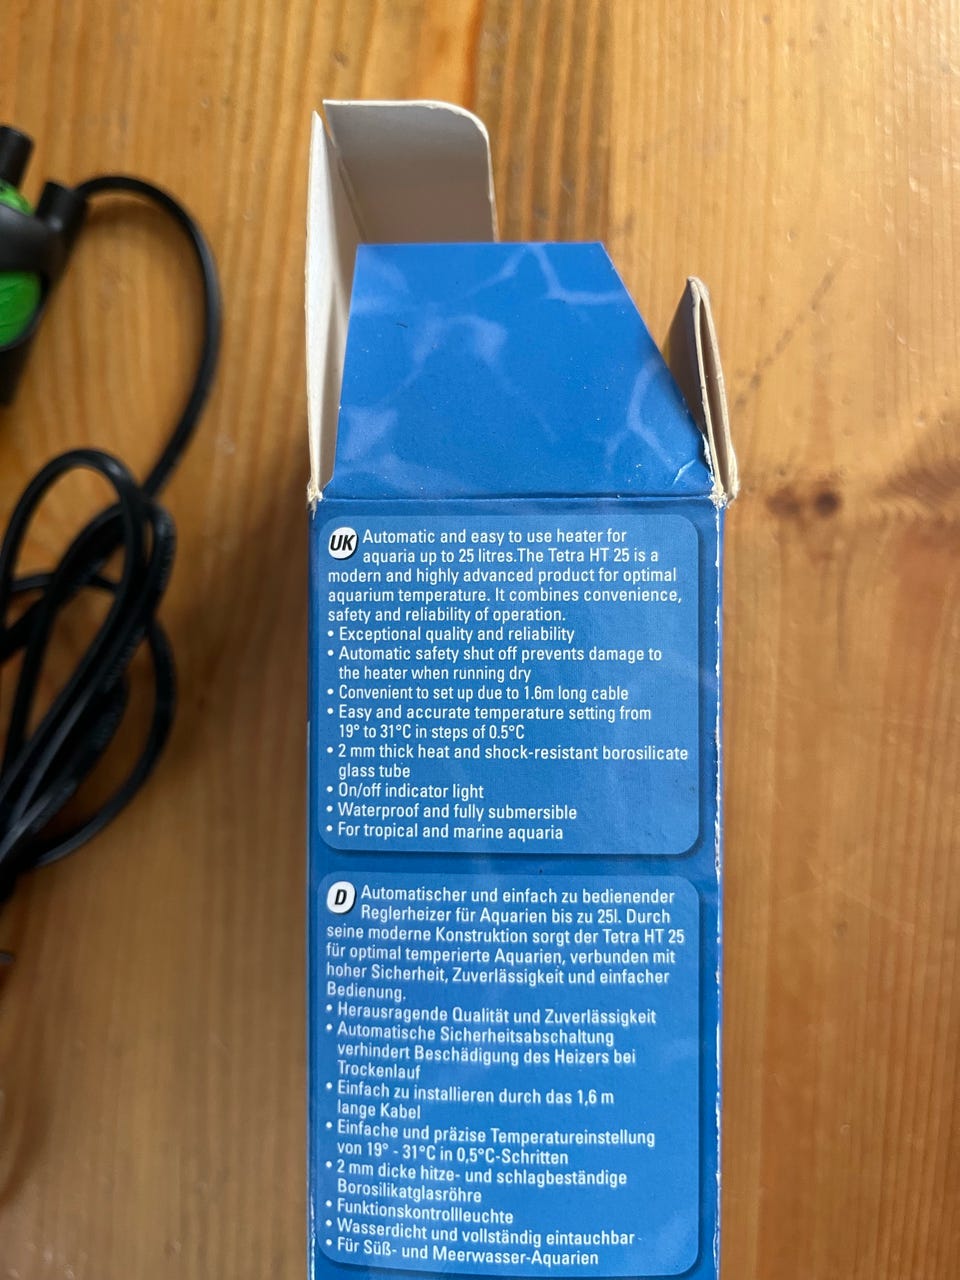 UK Automatic and easy to use heater for
aquaria up to 25 litres.The Tetra HT 25 is a
modern and highly advanced product for optimal
aquarium temperature. It combines convenience,
safety and reliability of operation.
• Exceptional quality and reliability
• Automatic safety shut off prevents damage to
the heater when running dry
• Convenient to set up due to 1.6m long cable
• Easy and accurate temperature setting from
19° to 31°C in steps of 0.5°C
• 2 mm thick heat and shock-resistant borosilicate
glass tube
• On/off indicator light
• Waterproof and fully submersible
• For tropical and marine aquaria
D Automatischer und einfach zu bedienender
Reglerheizer für Aquarien bis zu 25l. Durch
seine moderne Konstruktion sorgt der Tetra HT 25
für optimal temperierte Aquarien, verbunden mit
hoher Sicherheit, Zuverlässigkeit und einfacher
Bedienung.
• Herausragende Qualität und Zuverlässigkeit
• Automatische Sicherheitsabschaltung
verhindert Beschädigung des Heizers bei
Trockenlauf
• Einfach zu installieren durch das 1,6 m
lange Kabel
• Einfache und präzise Temperatureinstellung
von 19° - 31°C in 0,5°C-Schritten
• 2 mm dicke hitze- und schlagbeständige
Borosilikatglasröhre
• Funktionskontrollleuchte
• Wasserdicht und vollständig eintauchbar
• Für Süß- und Meerwasser-Aquarien